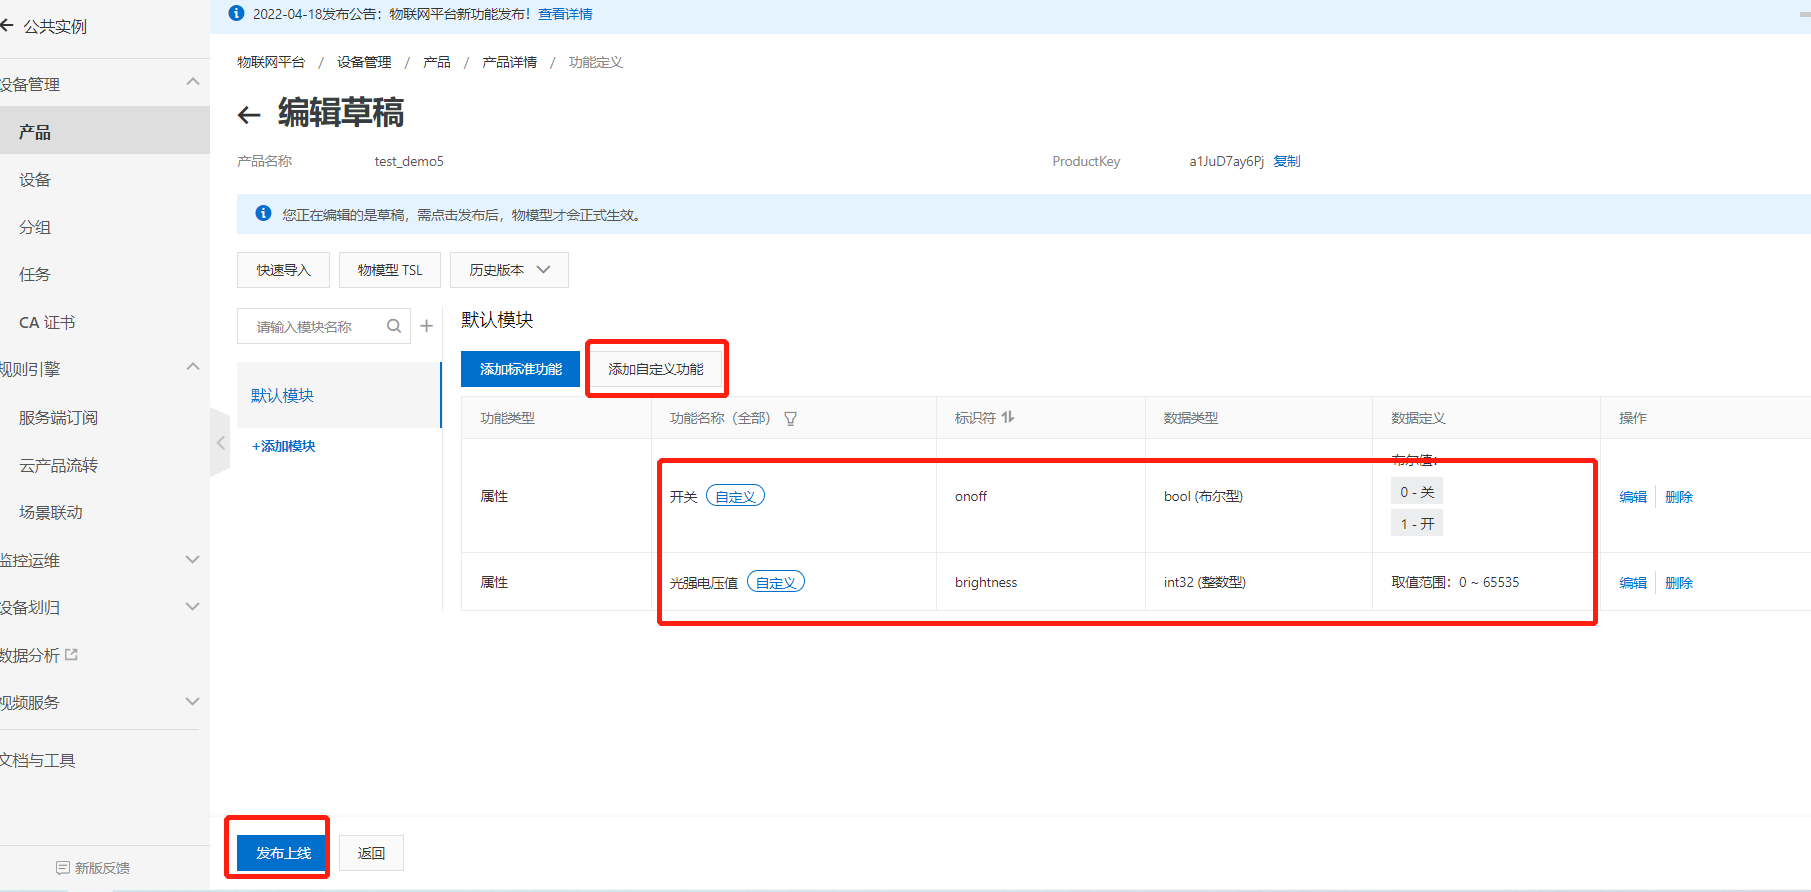 2022-04-18发布公告：物联网平台新功能发布！查看详情
公共实例
设备管理
产品
设备
分组
任务
CA 证书
规则引擎
服务端订阅
云产品流转
场景联动
监控运维
设备划归
数据分析
视频服务
文档与工具
新版反馈
物联网平台 / 设备管理 / 产品 / 产品详情 / 功能定义
编辑草稿
产品名称 test_demo5 ProductKey a1JuD7ay6Pj 复制
您正在编辑的是草稿，需点击发布后，物模型才会正式生效。
快速导入 物模型 TSL 历史版本
请输入模块名称
默认模块
+添加模块
默认模块
添加标准功能 添加自定义功能
功能类型 功能名称（全部） 标识符 数据类型 数据定义 操作
布尔值：
属性 开关 自定义 onoff bool (布尔型) 0 - 关 编辑 删除
1 - 开
属性 光强电压值 自定义 brightness int32 (整数型) 取值范围：0 ~ 65535 编辑 删除
发布上线 返回